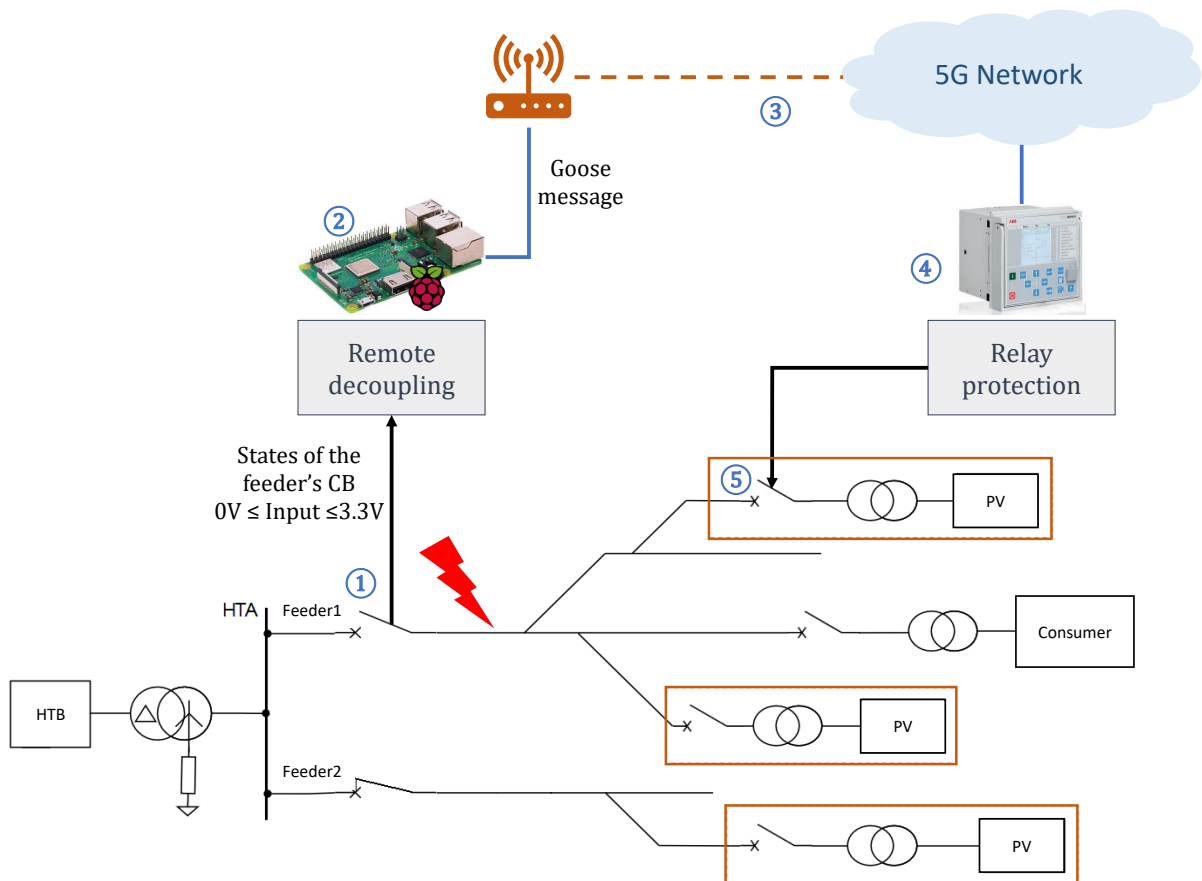 5G Network
③
Goose
message
②
ABB
④
Remote
decoupling
Relay
protection
States of the
feeder's CB
0V ≤ Input ≤3.3V
⑤
PV
①
HTA
Feeder1
Consumer
HTB
PV
Feeder2
PV